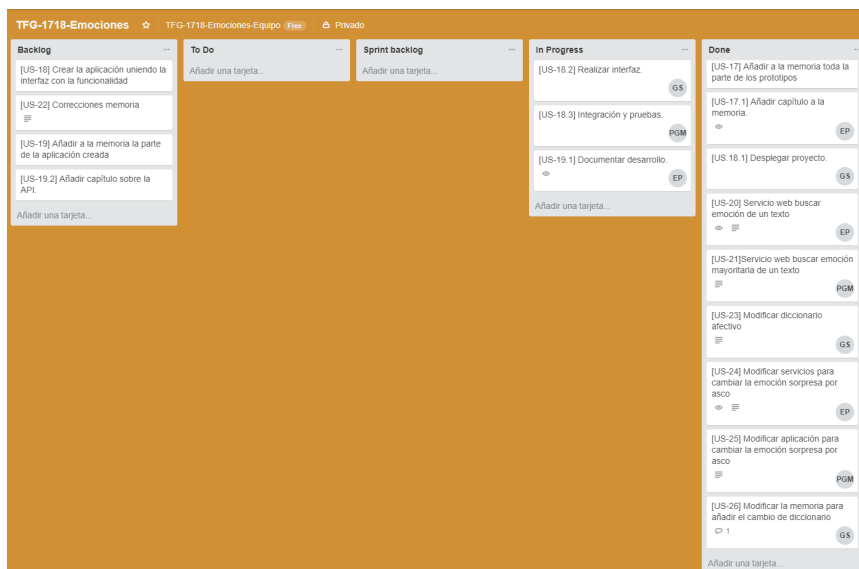 TFG-1718-Emociones TFG-1718-Emociones-Equipo Free Privado
Backlog
[US-18] Crear la aplicación uniendo la
interfaz con la funcionalidad
[US-22] Correcciones memoria
[US-19] Añadir a la memoria la parte
de la aplicación creada
[US-19.2] Añadir capítulo sobre la
API.
Añadir una tarjeta...
To Do
Añadir una tarjeta...
Sprint backlog
Añadir una tarjeta...
In Progress
[US-18.2] Realizar interfaz.
GS
[US-18.3] Integración y pruebas.
PGM
[US-19.1] Documentar desarrollo.
EP
Añadir una tarjeta...
Done
[US-17] Añadir a la memoria toda la
parte de los prototipos
[US-17.1] Añadir capítulo a la
memoria.
EP
[US.18.1] Desplegar proyecto.
GS
[US-20] Servicio web buscar
emoción de un texto
EP
[US-21]Servicio web buscar emoción
mayoritaria de un texto
PGM
[US-23] Modificar diccionario
afectivo
GS
[US-24] Modificar servicios para
cambiar la emoción sorpresa por
asco
EP
[US-25] Modificar aplicación para
cambiar la emoción sorpresa por
asco
PGM
[US-26] Modificar la memoria para
añadir el cambio de diccionario
1
GS
Añadir una tarjeta...